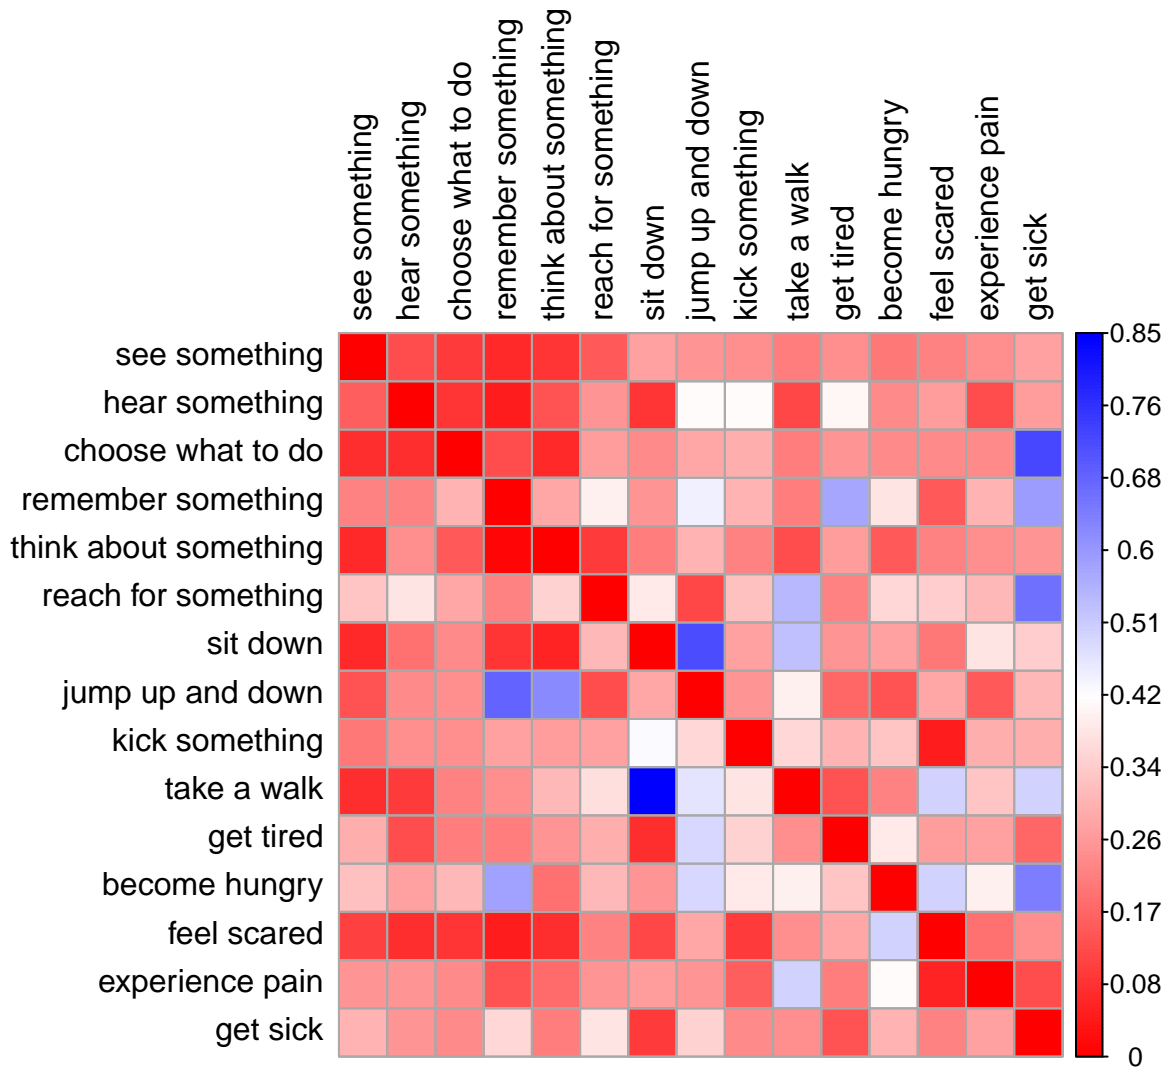 see something
hear something
choose what to do
remember something
think about something
reach for something
sit down
jump up and down
kick something
take a walk
get tired
become hungry
feel scared
experience pain
get sick
see something
hear something
choose what to do
remember something
think about something
reach for something
sit down
jump up and down
kick something
take a walk
get tired
become hungry
feel scared
experience pain
get sick
0.85
0.76
0.68
0.6
0.51
0.42
0.34
0.26
0.17
0.08
0